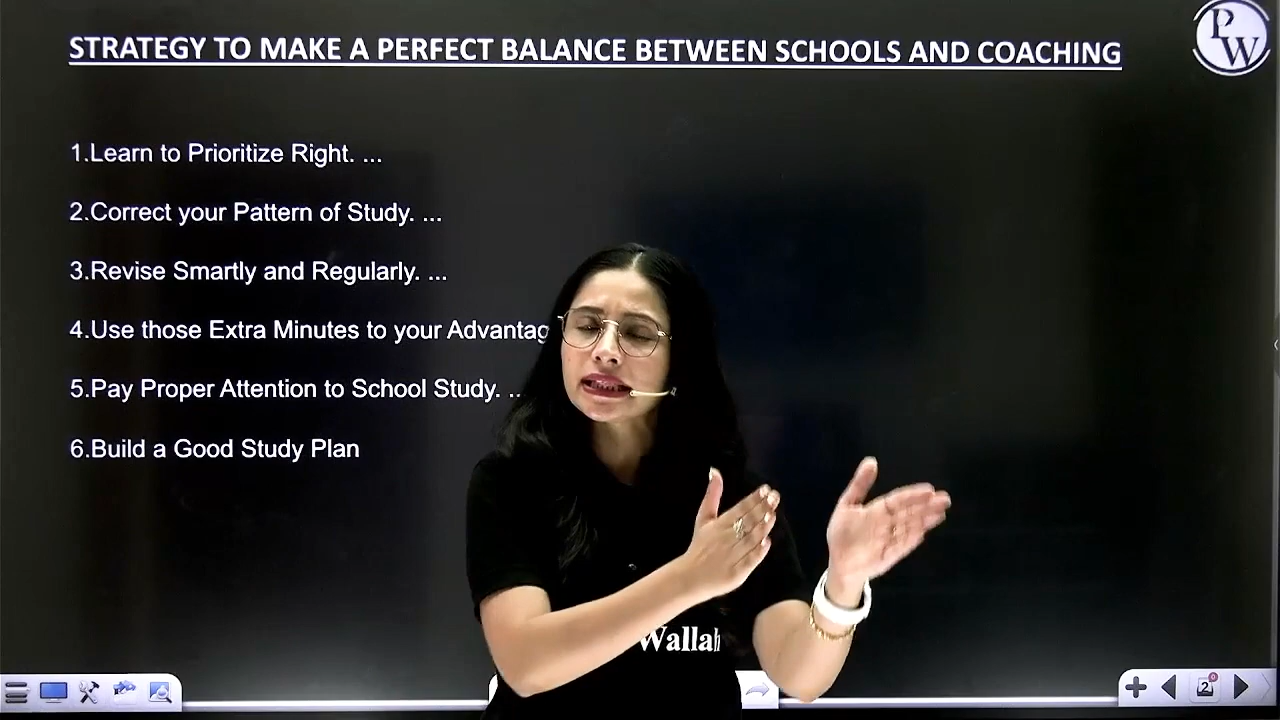 STRATEGY TO MAKE A PERFECT BALANCE BETWEEN SCHOOLS AND COACHING
PW
1.Learn to Prioritize Right. ...
2.Correct your Pattern of Study. ...
3.Revise Smartly and Regularly. ...
4.Use those Extra Minutes to your
5.Pay Proper Attention to School Study. ..
6.Build a Good Study Plan
Wallah
2